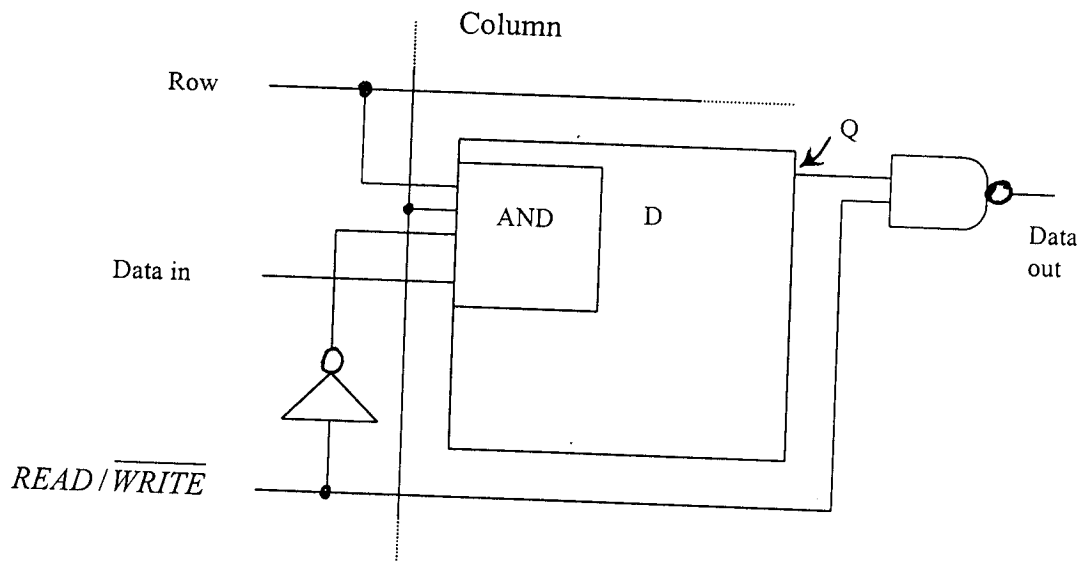 Column
Row
Q
AND
D
Data in
Data
out
READ / WRITE